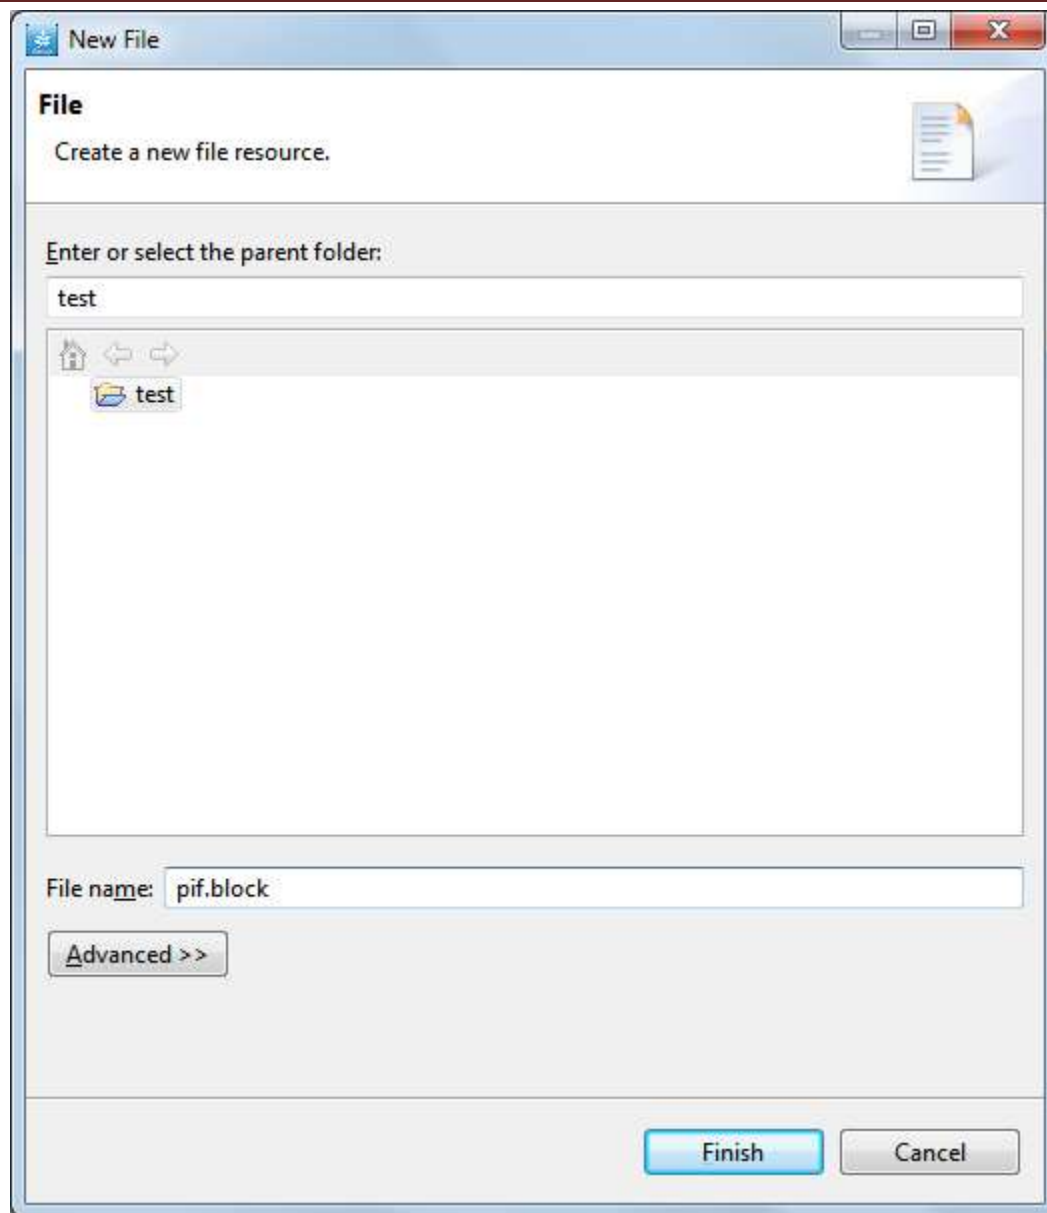 New File
File
Create a new file resource.
Enter or select the parent folder:
test
test
File name: pif.block
Advanced >>
Finish Cancel